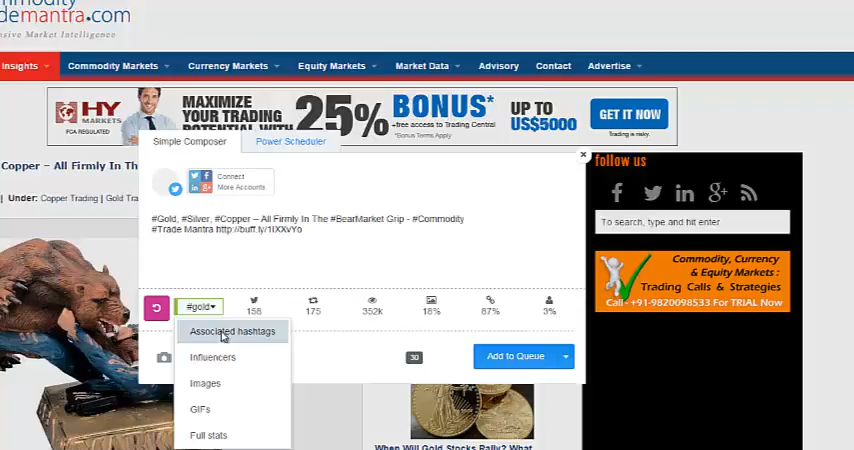 commodity
demantra.com
ensive Market Intelligence
Insights
Commodity Markets
Currency Markets
Equity Markets
Market Data
Advisory
Contact
Advertise
HY
MARKETS
FCA REGULATED
MAXIMIZE
YOUR TRADING
POTENTIAL WITH
25%
BONUS*
+free access to Trading Central
*Bonus Terms Apply
UP TO
US$5000
GET IT NOW
Trading is risky.
Simple Composer
Power Scheduler
×
Copper – All Firmly In Th
| Under: Copper Trading | Gold Tra
Connect
More Accounts
#Gold, #Silver, #Copper – All Firmly In The #BearMarket Grip - #Commodity
#Trade Mantra http://buff.ly/1IXXvYo
#gold
158
175
352k
18%
87%
3%
Associated hashtags
Influencers
Images
GIFs
Full stats
30
Add to Queue
follow us
To search, type and hit enter
Commodity, Currency
& Equity Markets :
Trading Calls & Strategies
Call- +91-9820098533 For TRIAL Now
When Will Gold Stocks Rally? What